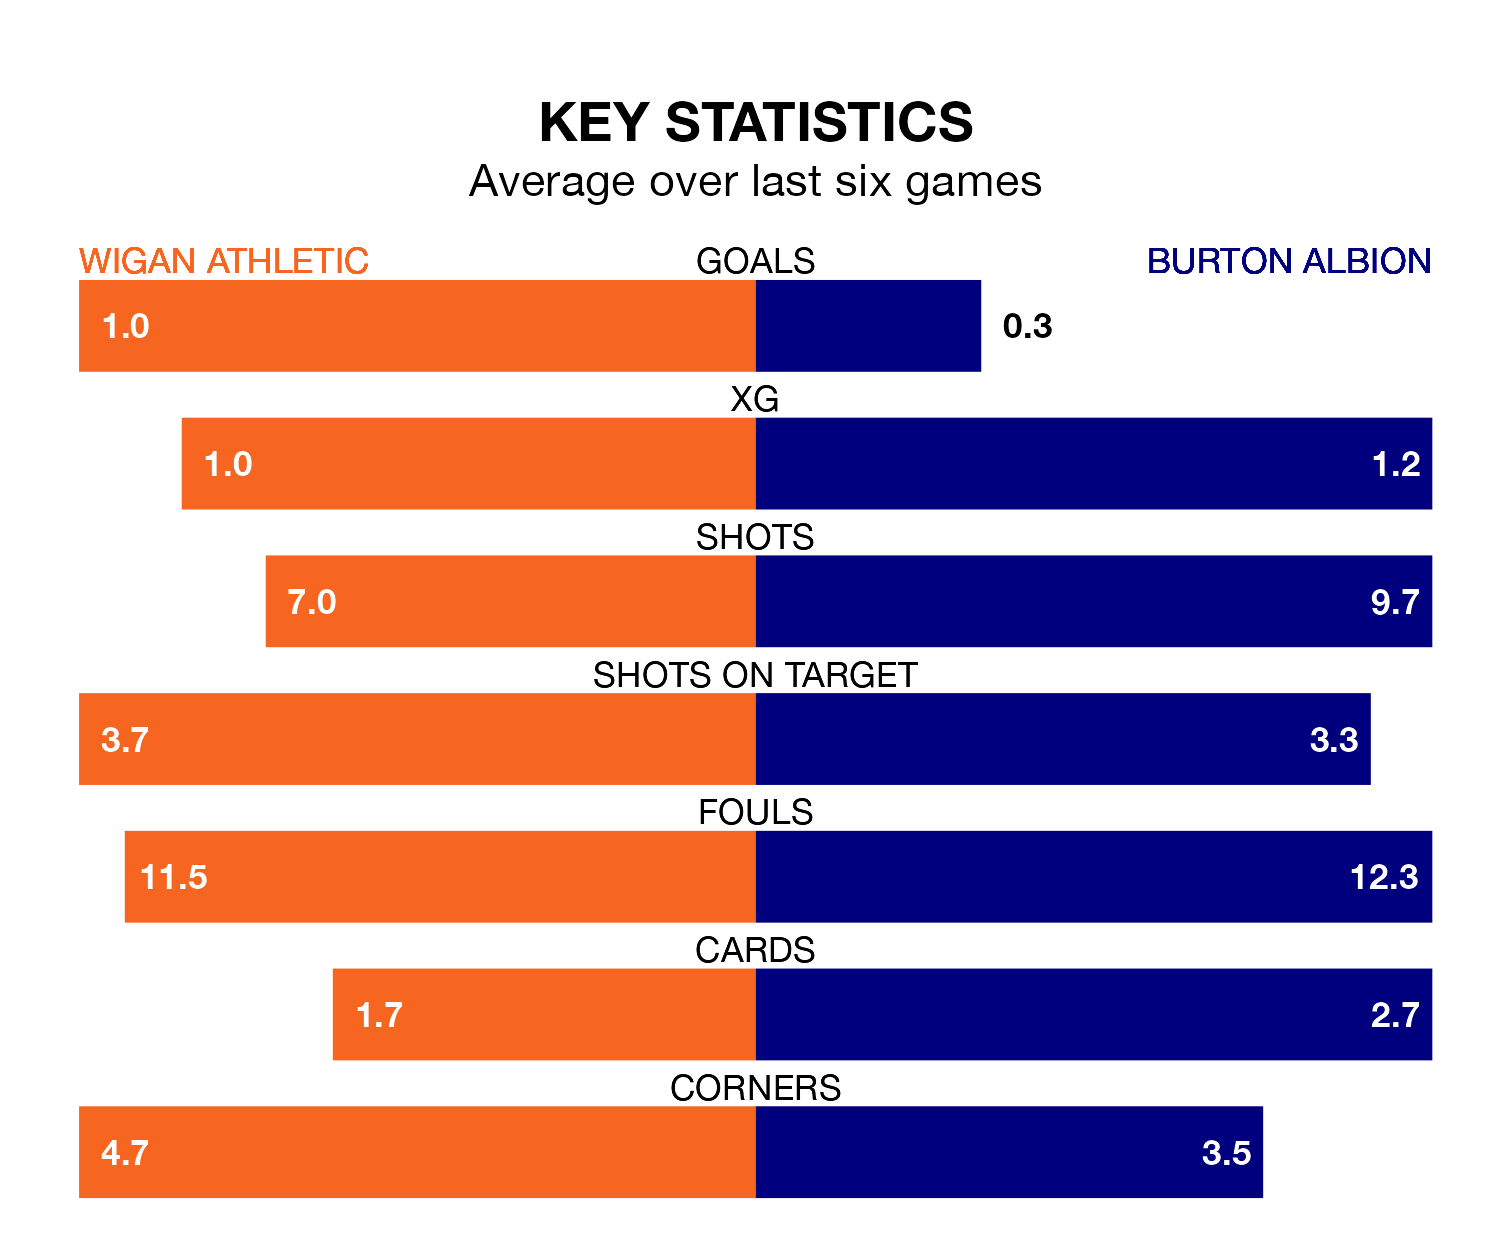 KEY STATISTICS
Average over last six games
WIGAN ATHLETIC GOALS BURTON ALBION
1.0 0.3
XG
1.0 1.2
SHOTS
7.0 9.7
SHOTS ON TARGET
3.7 3.3
FOULS
11.5 12.3
CARDS
1.7 2.7
CORNERS
4.7 3.5